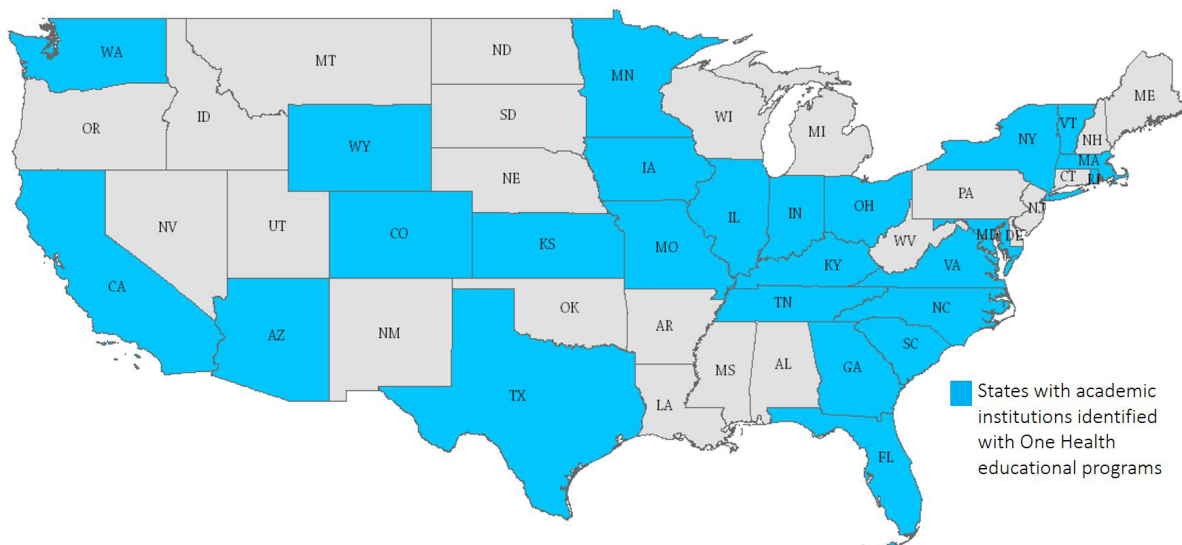 WA
MT
ND
MN
ME
VT
NH
NY
OR
ID
SD
WI
MI
WY
MA
CT
RI
IA
NE
PA
NJ
NV
UT
CO
KS
MO
IL
IN
OH
WV
MD
DE
CA
KY
VA
AZ
NM
OK
AR
TN
NC
SC
TX
LA
MS
AL
GA
FL
States with academic
institutions identified
with One Health
educational programs